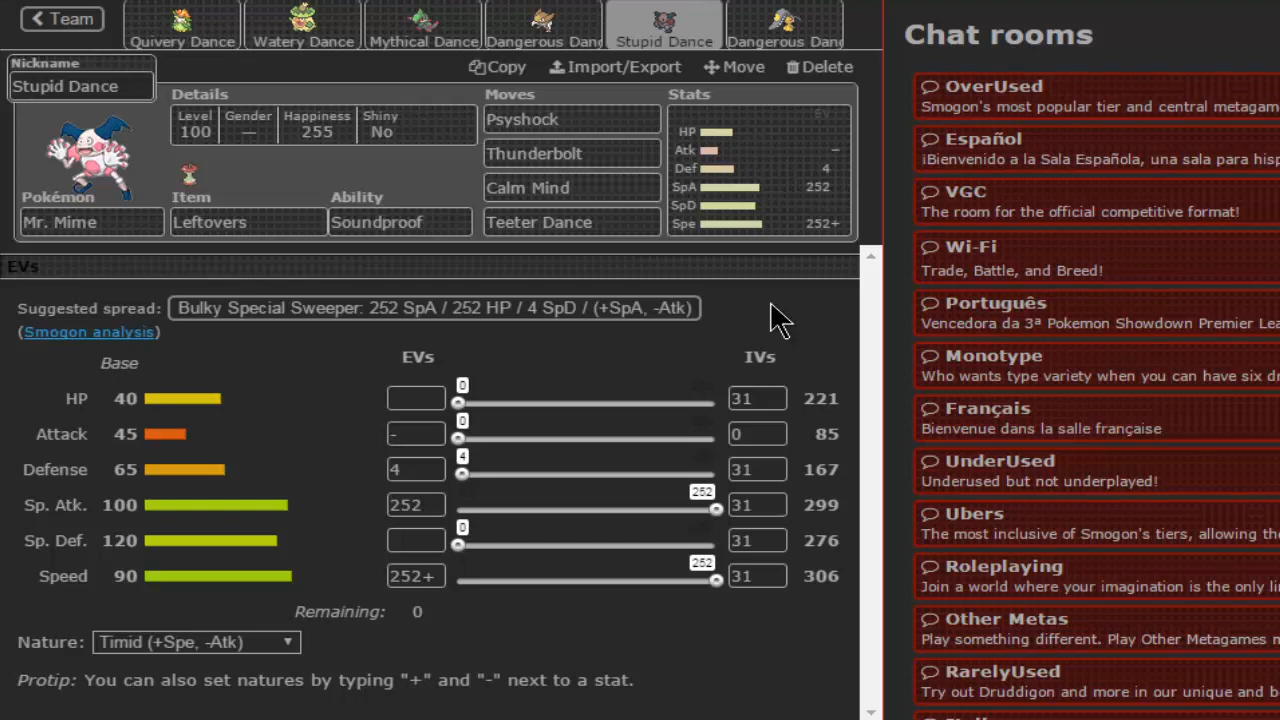 Team
Quivery Dance
Watery Dance
Mythical Dance
Dangerous Danc
Stupid Dance
Dangerous Danc
Nickname
Stupid Dance
Copy
Import/Export
Move
Delete
Details
Level
100
Gender
—
Happiness
255
Shiny
No
Pokémon
Mr. Mime
Item
Leftovers
Ability
Soundproof
Moves
Psyshock
Thunderbolt
Calm Mind
Teeter Dance
Stats
EV
HP
Atk -
Def 4
SpA 252
SpD
Spe 252+
EVs
Suggested spread: Bulky Special Sweeper: 252 SpA / 252 HP / 4 SpD / (+SpA, -Atk)
(Smogon analysis)
Base EVs IVs
HP 40 0 31 221
Attack 45 - 0 0 85
Defense 65 4 4 31 167
Sp. Atk. 100 252 252 31 299
Sp. Def. 120 0 31 276
Speed 90 252+ 252 31 306
Remaining: 0
Nature: Timid (+Spe, -Atk)
Protip: You can also set natures by typing "+" and "-" next to a stat.
Chat rooms
OverUsed
Smogon's most popular tier and central metagam
Español
¡Bienvenido a la Sala Española, una sala para hisp
VGC
The room for the official competitive format!
Wi-Fi
Trade, Battle, and Breed!
Português
Vencedora da 3ª Pokemon Showdown Premier Lea
Monotype
Who wants type variety when you can have six dr
Français
Bienvenue dans la salle française
UnderUsed
Underused but not underplayed!
Ubers
The most inclusive of Smogon's tiers, allowing the
Roleplaying
Join a world where your imagination is the only li
Other Metas
Play something different. Play Other Metagames n
RarelyUsed
Try out Druddigon and more in our unique and b